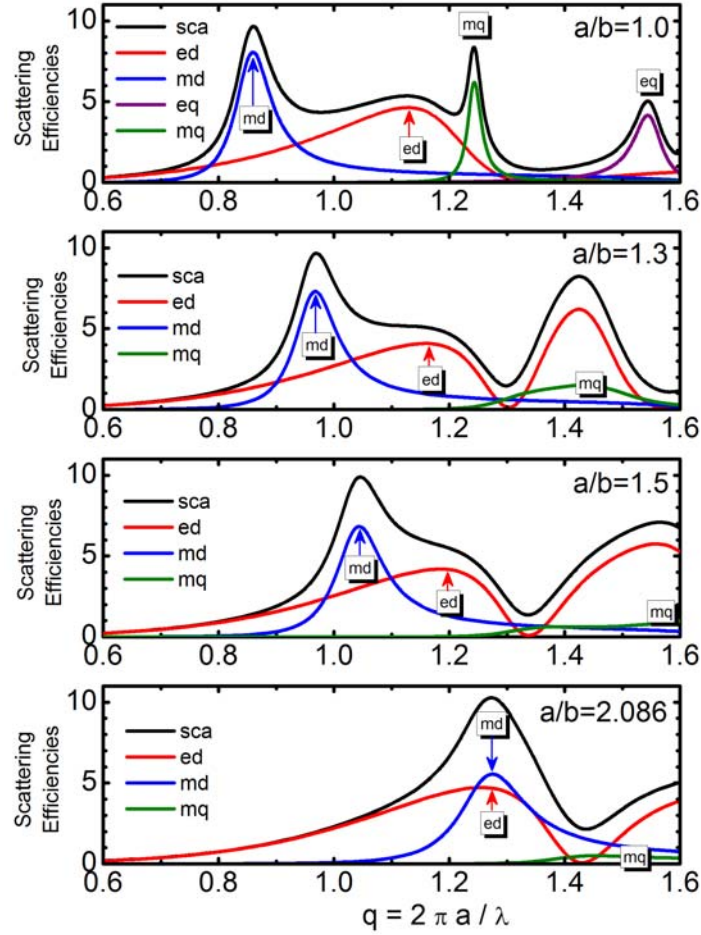 Scattering
Efficiencies
10
5
0
sca
ed
md
eq
mq
md
ed
mq
eq
a/b=1.0
0.6 0.8 1.0 1.2 1.4 1.6
Scattering
Efficiencies
10
5
0
sca
ed
md
mq
md
ed
mq
a/b=1.3
0.6 0.8 1.0 1.2 1.4 1.6
Scattering
Efficiencies
10
5
0
sca
ed
md
mq
md
ed
mq
a/b=1.5
0.6 0.8 1.0 1.2 1.4 1.6
Scattering
Efficiencies
10
5
0
sca
ed
md
mq
md
ed
mq
a/b=2.086
0.6 0.8 1.0 1.2 1.4 1.6
q = 2 π a / λ